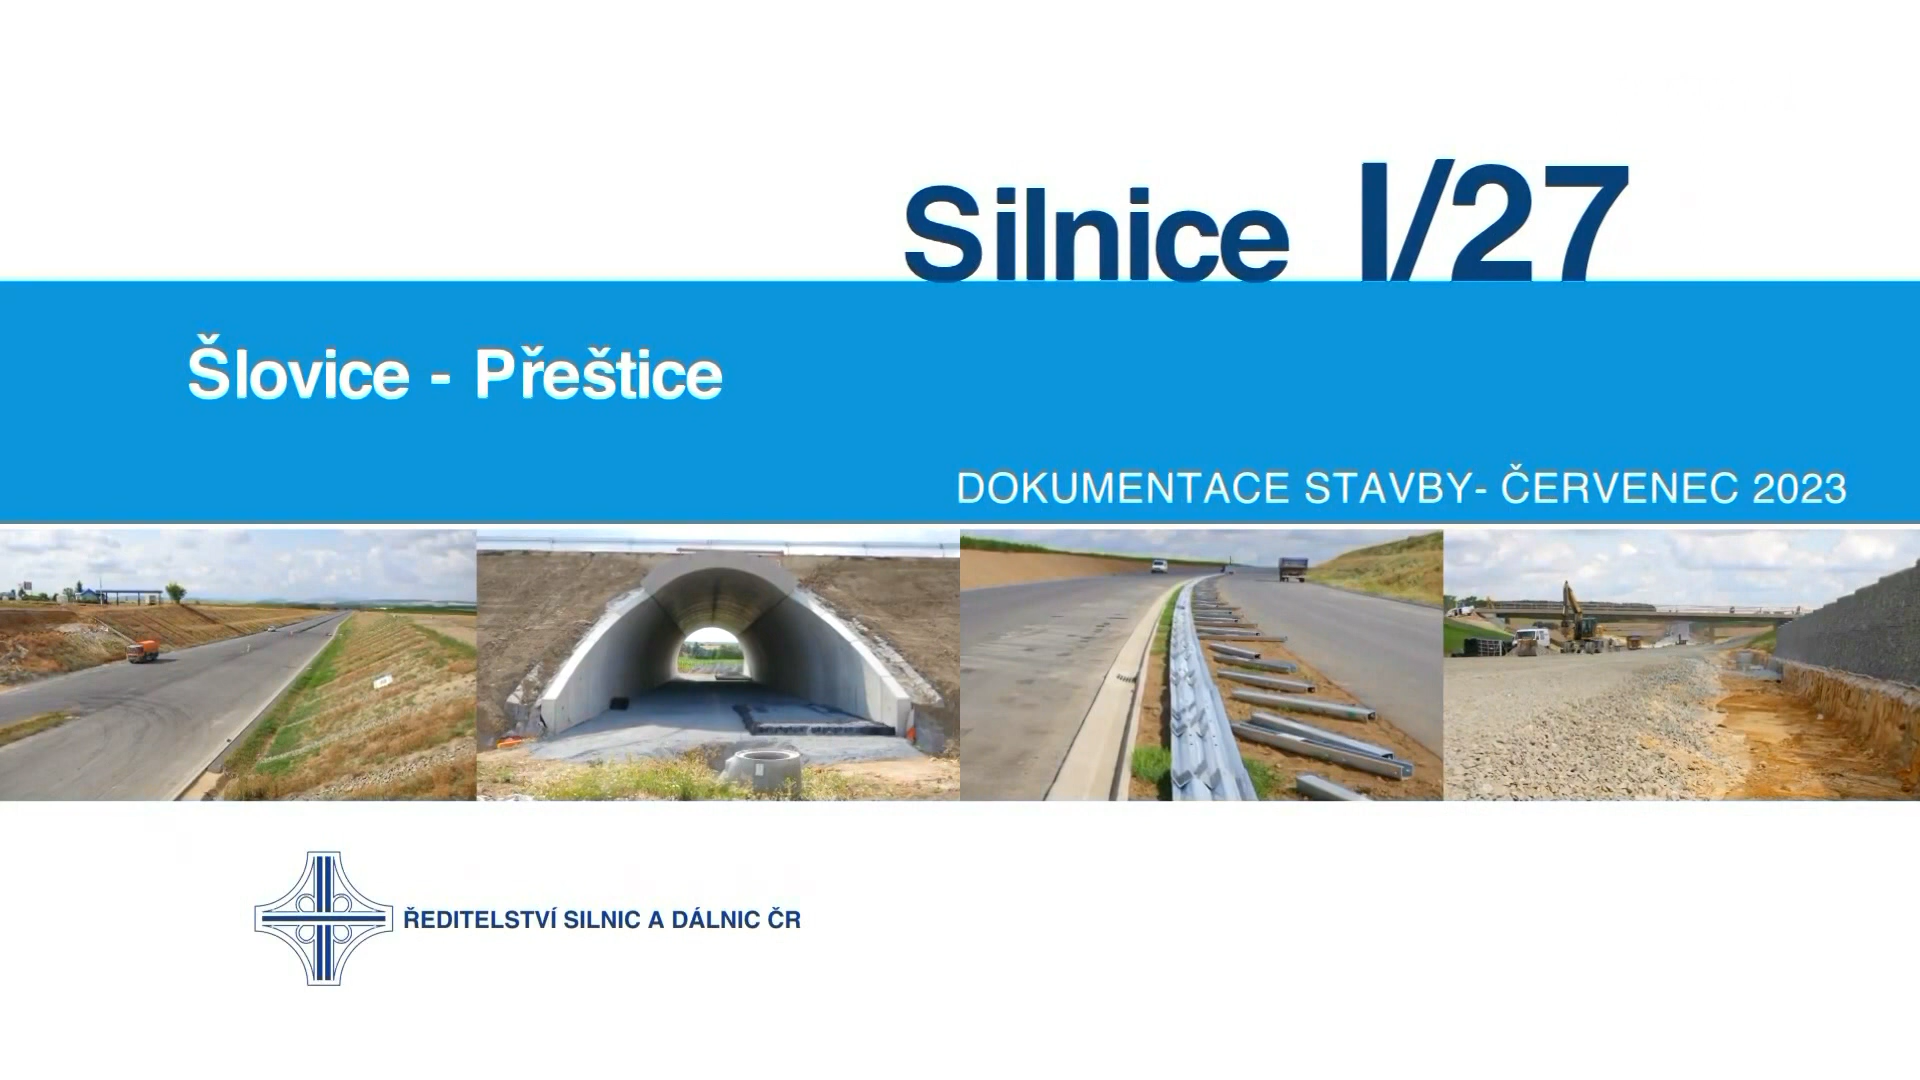 Silnice I/27
Šlovice - Přeštice
DOKUMENTACE STAVBY- ČERVENEC 2023
ŘEDITELSTVÍ SILNIC A DÁLNIC ČR